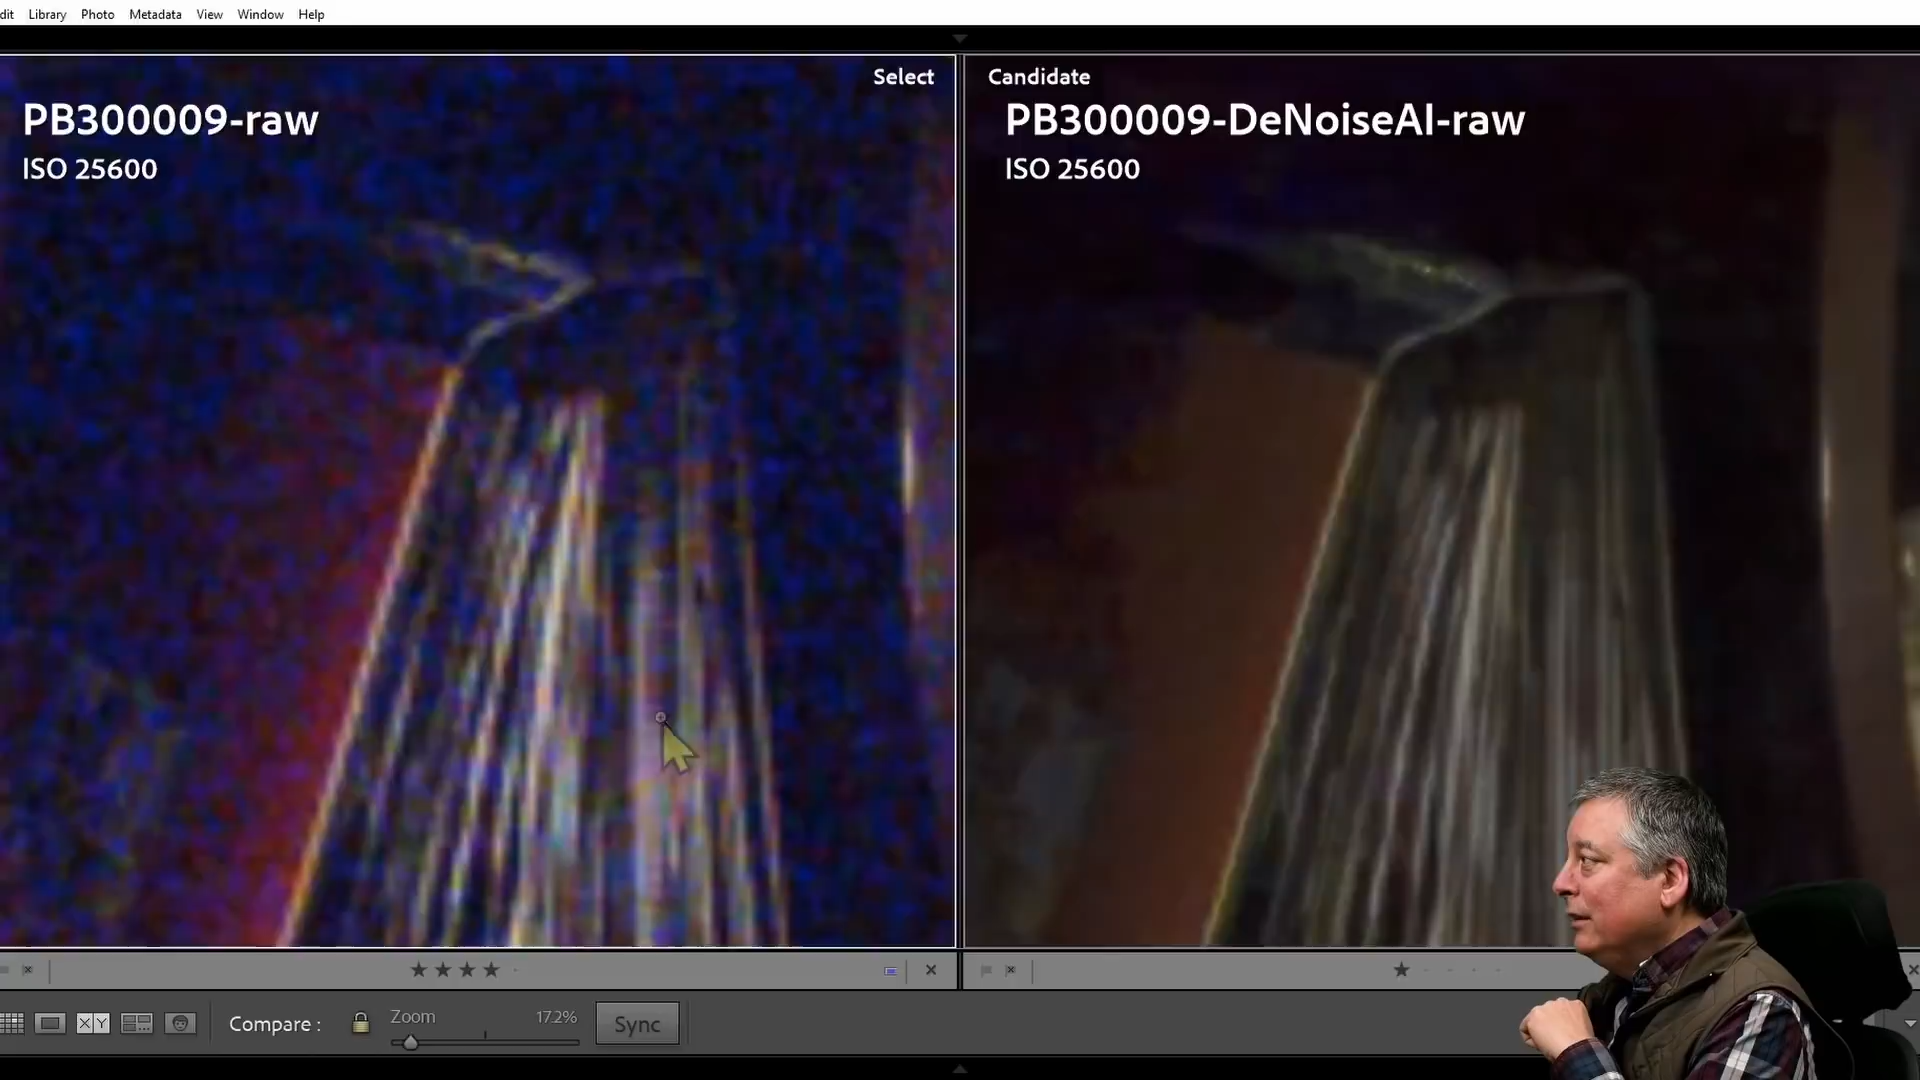 dit Library Photo Metadata View Window Help
Select
PB300009-raw
ISO 25600
Candidate
PB300009-DeNoiseAI-raw
ISO 25600
XY Compare : Zoom 17.2% Sync